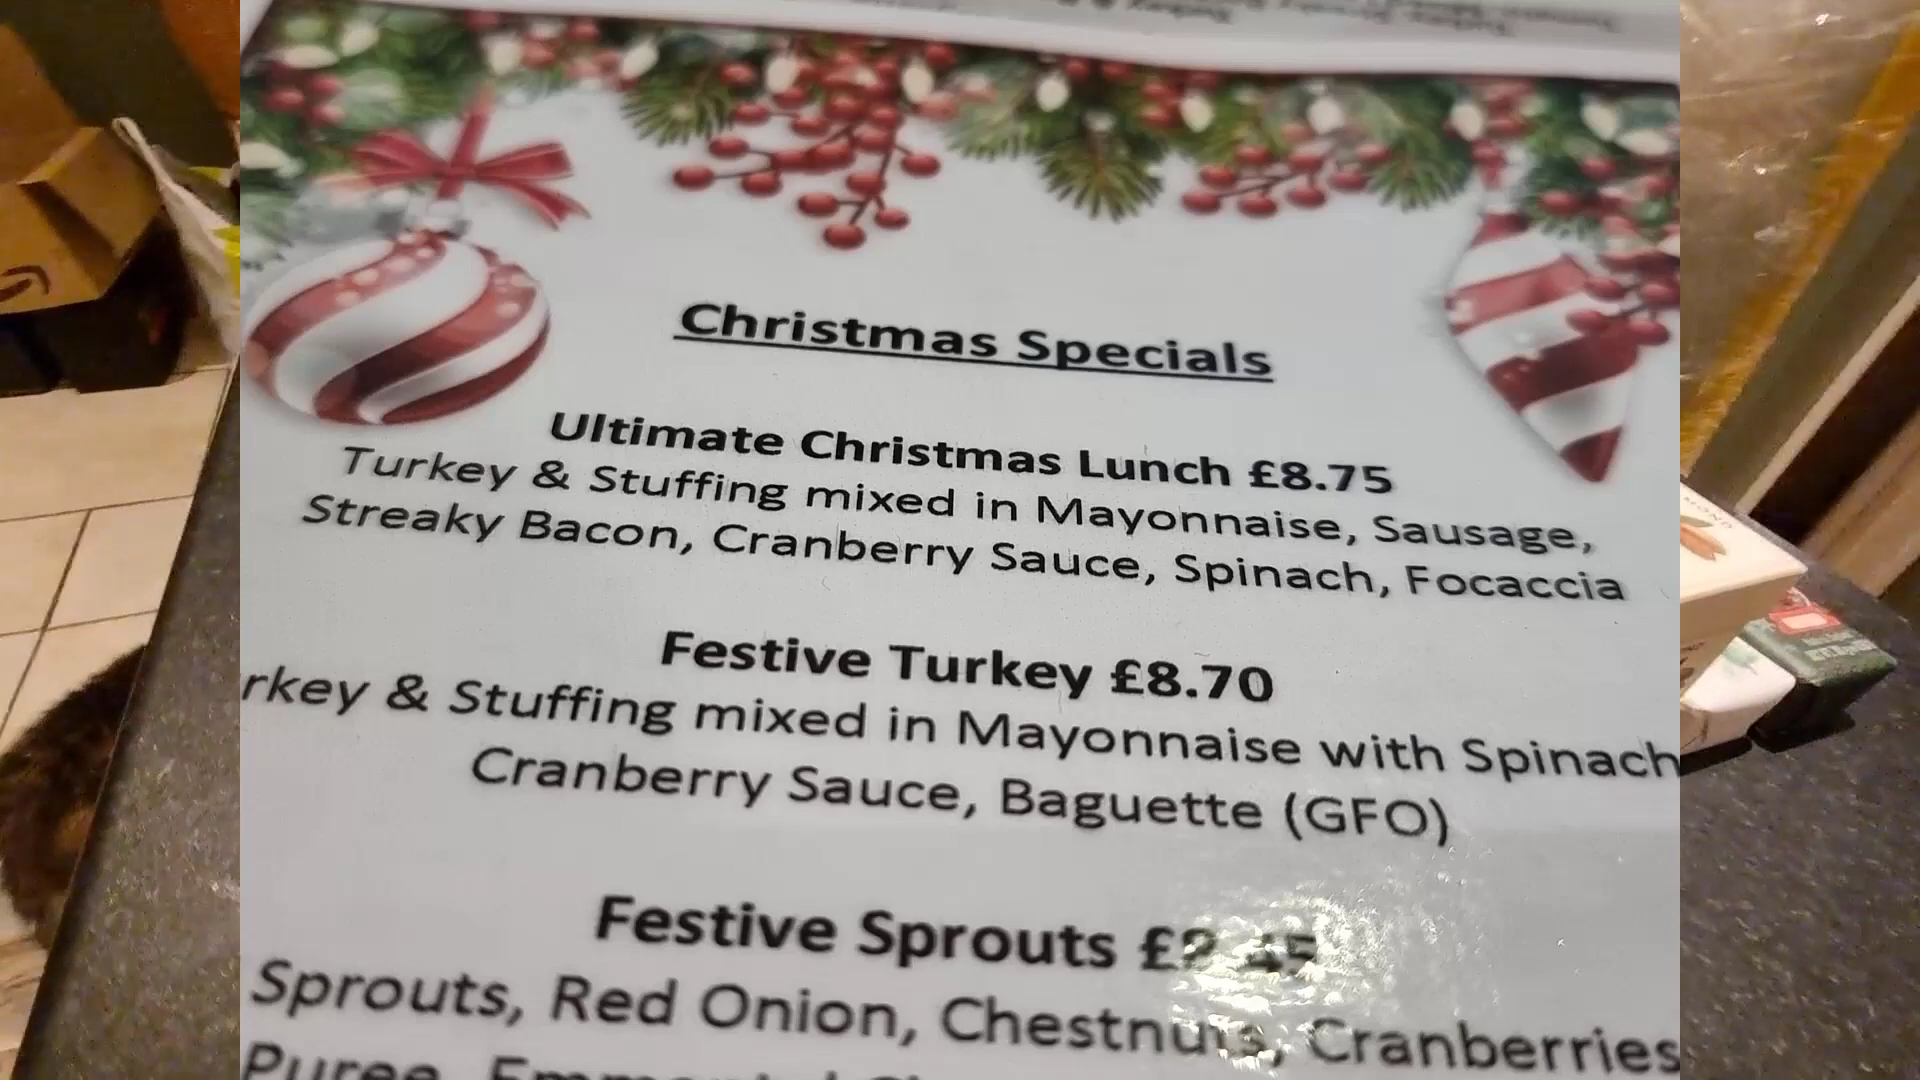 Christmas Specials
Ultimate Christmas Lunch £8.75
Turkey & Stuffing mixed in Mayonnaise, Sausage,
Streaky Bacon, Cranberry Sauce, Spinach, Focaccia
Festive Turkey £8.70
rkey & Stuffing mixed in Mayonnaise with Spinach
Cranberry Sauce, Baguette (GFO)
Festive Sprouts
Sprouts, Red Onion, Chestnuts, Cranberries
Puree,